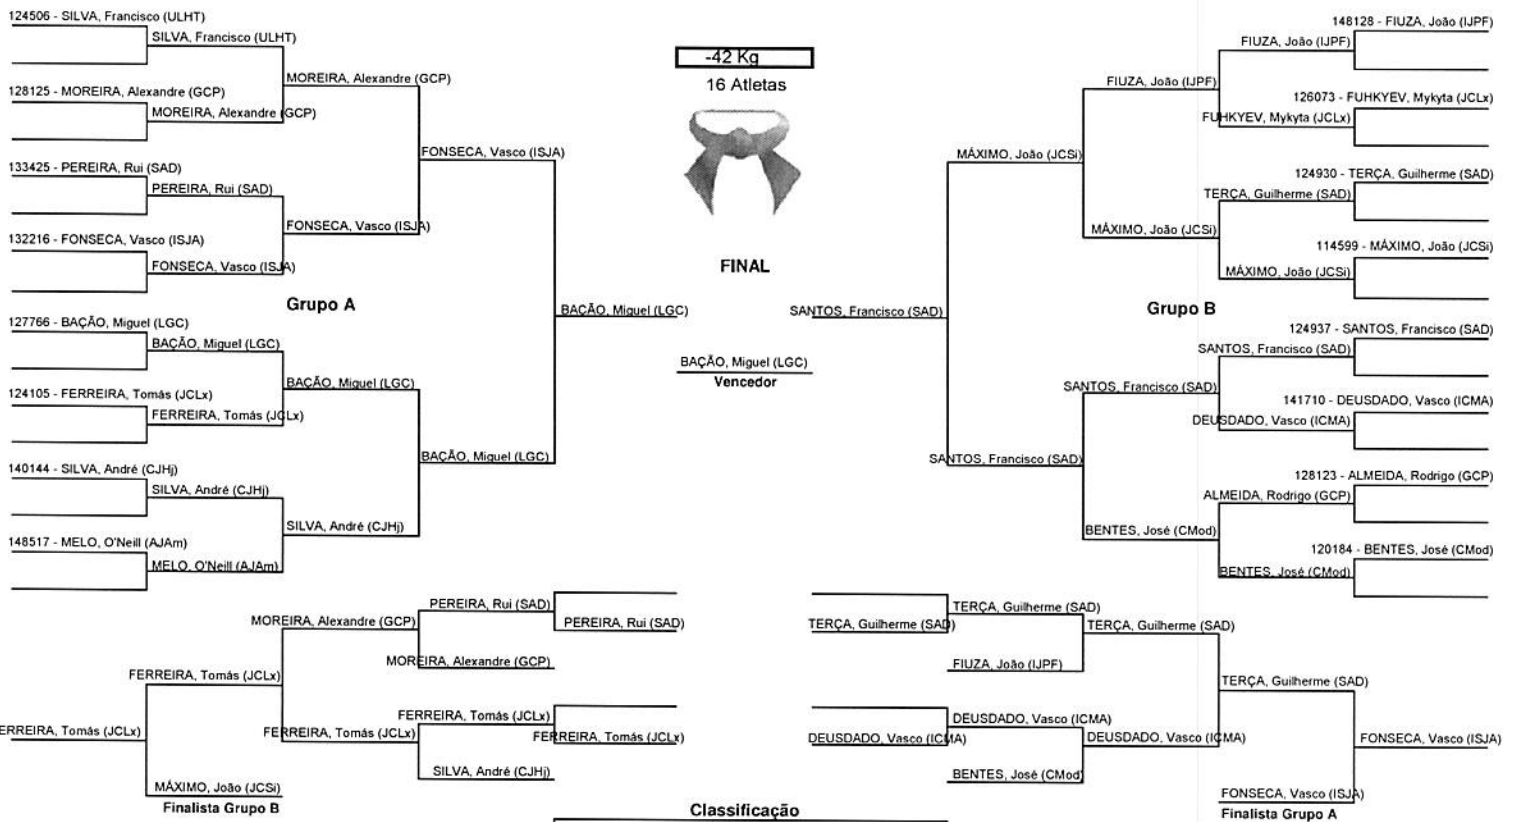 124506 - SILVA, Francisco (ULHT)
SILVA, Francisco (ULHT)
MOREIRA, Alexandre (GCP)
128125 - MOREIRA, Alexandre (GCP)
MOREIRA, Alexandre (GCP)
FONSECA, Vasco (ISJA)
133425 - PEREIRA, Rui (SAD)
PEREIRA, Rui (SAD)
FONSECA, Vasco (ISJA)
132216 - FONSECA, Vasco (ISJA)
FONSECA, Vasco (ISJA)
Grupo A
BAÇÃO, Miguel (LGC)
127766 - BAÇÃO, Miguel (LGC)
BAÇÃO, Miguel (LGC)
BAÇÃO, Miguel (LGC)
124105 - FERREIRA, Tomás (JCLx)
FERREIRA, Tomás (JCLx)
BAÇÃO, Miguel (LGC)
140144 - SILVA, André (CJHj)
SILVA, André (CJHj)
SILVA, André (CJHj)
148517 - MELO, O'Neill (AJAm)
MELO, O'Neill (AJAm)
-42 Kg
16 Atletas
FINAL
BAÇÃO, Miguel (LGC)
Vencedor
148128 - FIUZA, João (IJPF)
FIUZA, João (IJPF)
FIUZA, João (IJPF)
126073 - FUHKYEV, Mykyta (JCLx)
FUHKYEV, Mykyta (JCLx)
MÁXIMO, João (JCSi)
124930 - TERÇA, Guilherme (SAD)
TERÇA, Guilherme (SAD)
MÁXIMO, João (JCSi)
114599 - MÁXIMO, João (JCSi)
MÁXIMO, João (JCSi)
SANTOS, Francisco (SAD)
Grupo B
124937 - SANTOS, Francisco (SAD)
SANTOS, Francisco (SAD)
SANTOS, Francisco (SAD)
141710 - DEUSDADO, Vasco (ICMA)
DEUSDADO, Vasco (ICMA)
SANTOS, Francisco (SAD)
128123 - ALMEIDA, Rodrigo (GCP)
ALMEIDA, Rodrigo (GCP)
BENTES, José (CMod)
120184 - BENTES, José (CMod)
BENTES, José (CMod)
PEREIRA, Rui (SAD)
MOREIRA, Alexandre (GCP)
PEREIRA, Rui (SAD)
MOREIRA, Alexandre (GCP)
FERREIRA, Tomás (JCLx)
FERREIRA, Tomás (JCLx)
ERREIRA, Tomás (JCLx)
FERREIRA, Tomás (JCLx)
FERREIRA, Tomás (JCLx)
SILVA, André (CJHj)
MÁXIMO, João (JCSi)
Finalista Grupo B
TERÇA, Guilherme (SAD)
TERÇA, Guilherme (SAD)
TERÇA, Guilherme (SAD)
FIUZA, João (IJPF)
TERÇA, Guilherme (SAD)
DEUSDADO, Vasco (ICMA)
DEUSDADO, Vasco (ICMA)
DEUSDADO, Vasco (ICMA)
FONSECA, Vasco (ISJA)
BENTES, José (CMod)
FONSECA, Vasco (ISJA)
Finalista Grupo A
Classificação